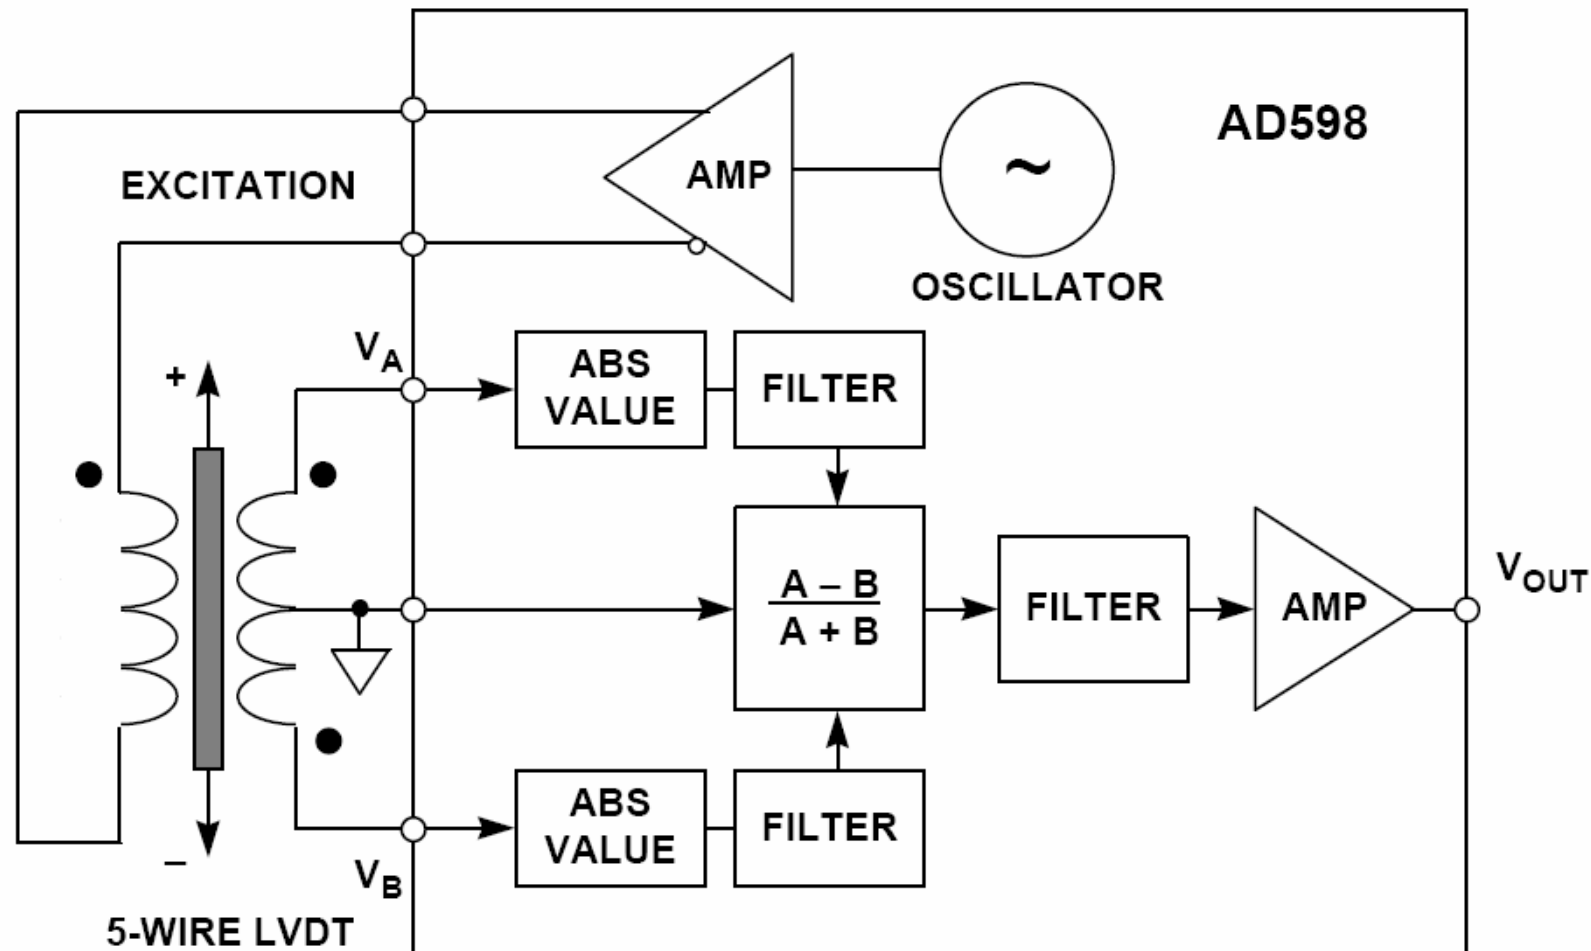 AD598
AMP
~
EXCITATION
OSCILLATOR
VA
ABS
VALUE
FILTER
+
A – B
A + B
FILTER
AMP
VOUT
ABS
VALUE
FILTER
–
VB
5-WIRE LVDT